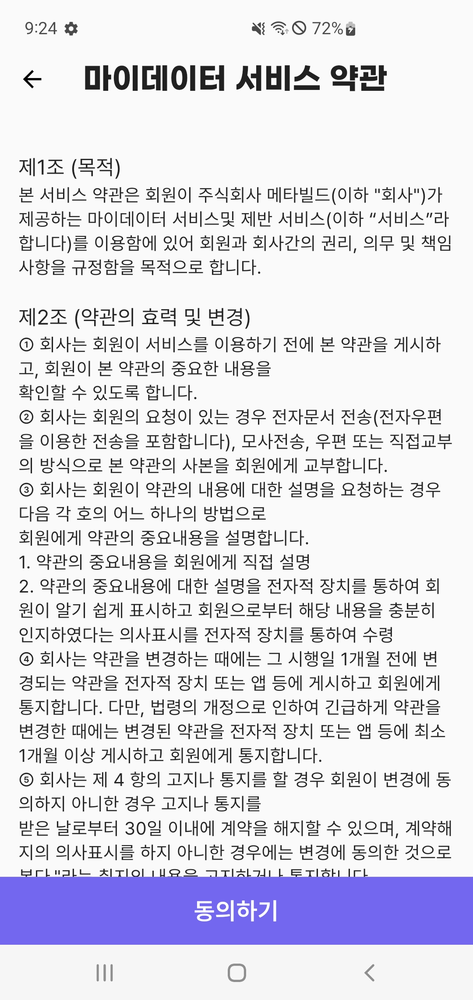 9:24
72%
마이데이터 서비스 약관
제1조 (목적)
본 서비스 약관은 회원이 주식회사 메타빌드(이하 "회사")가
제공하는 마이데이터 서비스및 제반 서비스(이하 “서비스”라
합니다)를 이용함에 있어 회원과 회사간의 권리, 의무 및 책임
사항을 규정함을 목적으로 합니다.
제2조 (약관의 효력 및 변경)
① 회사는 회원이 서비스를 이용하기 전에 본 약관을 게시하
고, 회원이 본 약관의 중요한 내용을
확인할 수 있도록 합니다.
② 회사는 회원의 요청이 있는 경우 전자문서 전송(전자우편
을 이용한 전송을 포함합니다), 모사전송, 우편 또는 직접교부
의 방식으로 본 약관의 사본을 회원에게 교부합니다.
③ 회사는 회원이 약관의 내용에 대한 설명을 요청하는 경우
다음 각 호의 어느 하나의 방법으로
회원에게 약관의 중요내용을 설명합니다.
1. 약관의 중요내용을 회원에게 직접 설명
2. 약관의 중요내용에 대한 설명을 전자적 장치를 통하여 회
원이 알기 쉽게 표시하고 회원으로부터 해당 내용을 충분히
인지하였다는 의사표시를 전자적 장치를 통하여 수령
④ 회사는 약관을 변경하는 때에는 그 시행일 1개월 전에 변
경되는 약관을 전자적 장치 또는 앱 등에 게시하고 회원에게
통지합니다. 다만, 법령의 개정으로 인하여 긴급하게 약관을
변경한 때에는 변경된 약관을 전자적 장치 또는 앱 등에 최소
1개월 이상 게시하고 회원에게 통지합니다.
⑤ 회사는 제 4 항의 고지나 통지를 할 경우 회원이 변경에 동
의하지 아니한 경우 고지나 통지를
받은 날로부터 30일 이내에 계약을 해지할 수 있으며, 계약해
지의 의사표시를 하지 아니한 경우에는 변경에 동의한 것으로
본다."라는 취지의 내용을 고지하거나 통지합니다
동의하기